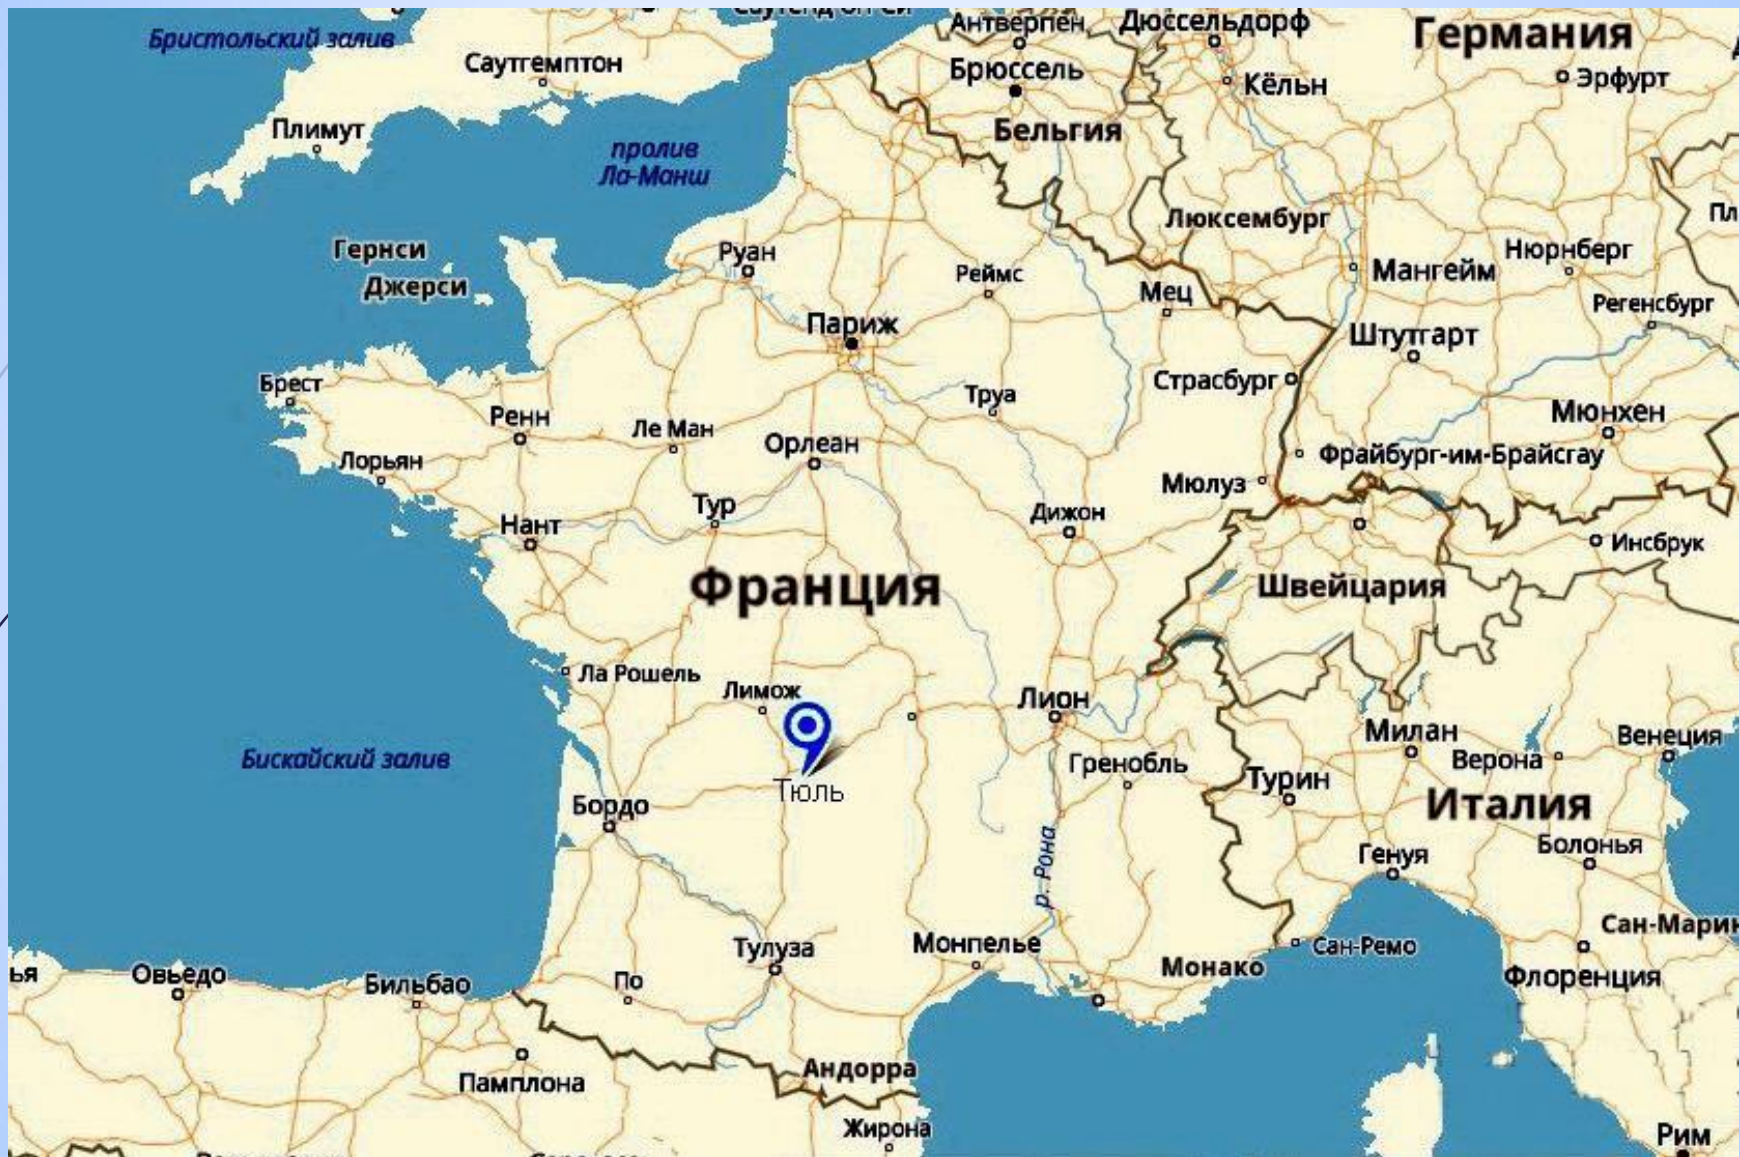 Антверпен
Дюссельдорф
Германия
Бристольский залив
Саутгемптон
Брюссель
Кёльн
Эрфурт
Плимут
Бельгия
пролив
Ла-Манш
Люксембург
Гернси
Джерси
Руан
Реймс
Мец
Мангейм
Нюрнберг
Регенсбург
Париж
Штутгарт
Брест
Труа
Страсбург
Мюнхен
Ренн
Ле Ман
Орлеан
Лорьян
Фрайбург-им-Брайсгау
Мюлуз
Тур
Нант
Дижон
Инсбрук
Франция
Швейцария
Ла Рошель
Лимож
Лион
Бискайский залив
Милан
Верона
Венеция
Гренобль
Турин
Тюль
Бордо
Италия
Генуя
Болонья
р. Рона
Сан-Марин
Тулуза
Монпелье
Сан-Ремо
ья
Овьедо
Бильбао
По
Монако
Флоренция
Памплона
Андорра
Жирона
Рим
Пл